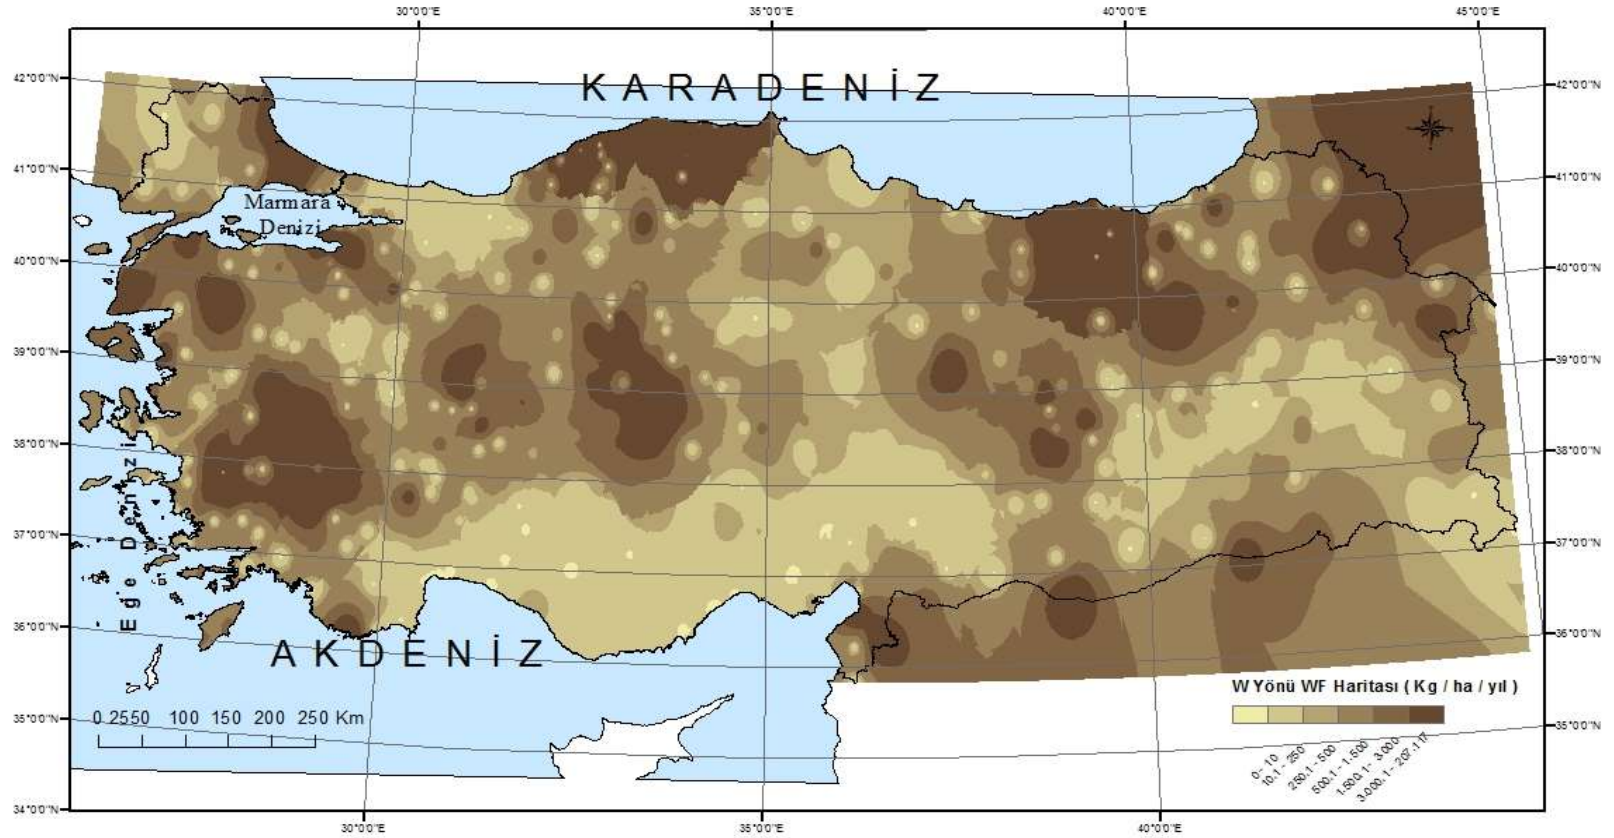 30°0'0"E 35°0'0"E 40°0'0"E 45°0'0"E
42°0'0"N 42°0'0"N
KARADENİZ
41°0'0"N 41°0'0"N
Marmara
Denizi
40°0'0"N 40°0'0"N
39°0'0"N 39°0'0"N
38°0'0"N 38°0'0"N
Ege Denizi
37°0'0"N 37°0'0"N
36°0'0"N 36°0'0"N
AKDENİZ
W Yönü WF Haritası ( Kg / ha / yıl )
0 2550 100 150 200 250 Km
35°0'0"N 35°0'0"N
0 - 10
10,1 - 250
250,1 - 500
500,1 - 1.500
1.500,1 - 3.000
3.000,1 - 207.117
34°0'0"N
30°0'0"E 35°0'0"E 40°0'0"E